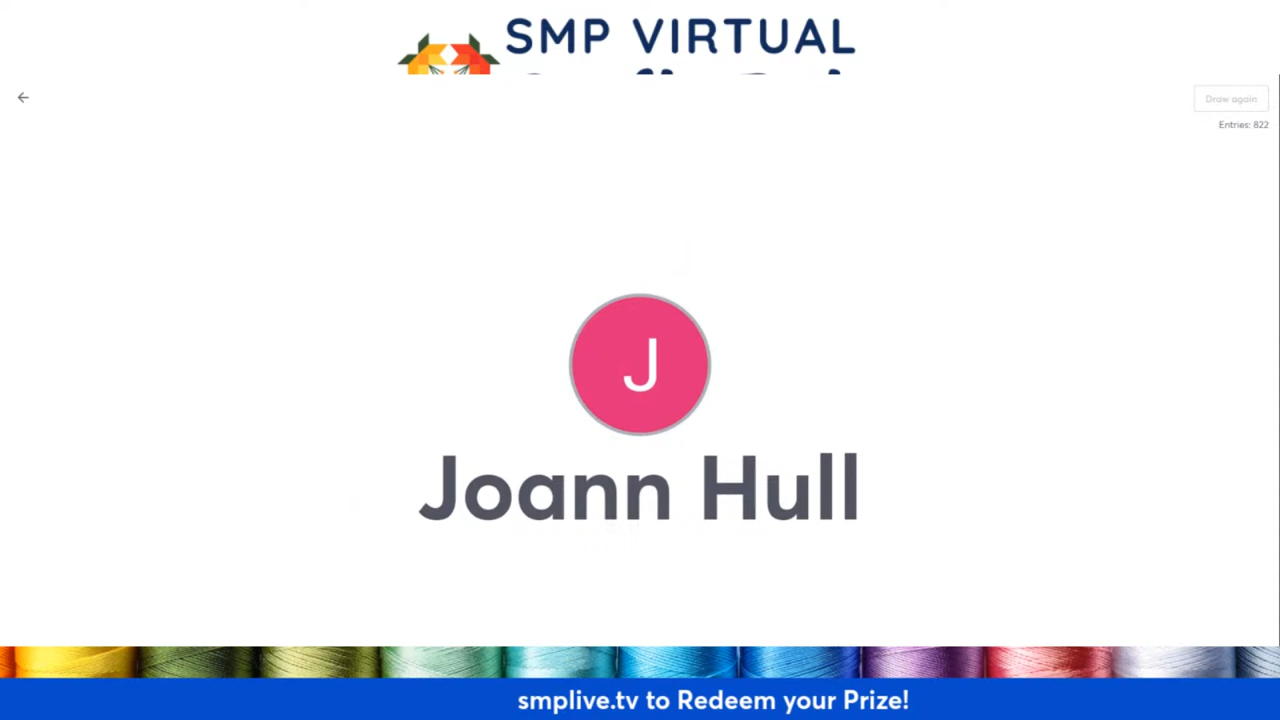 SMP VIRTUAL
Draw again
Entries: 822
J
Joann Hull
smplive.tv to Redeem your Prize!